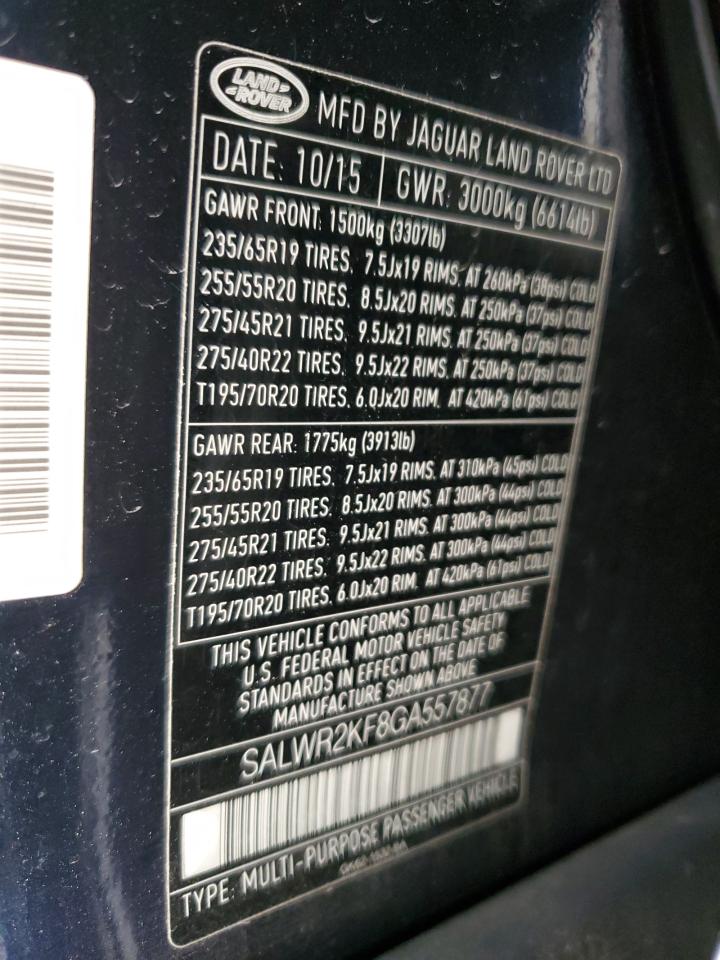 LAND ROVER
MFD BY JAGUAR LAND ROVER LTD
DATE: 10/15 GWR: 3000kg (6614lb)
GAWR FRONT: 1500kg (3307lb)
235/65R19 TIRES. 7.5Jx19 RIMS. AT 260kPa (38psi) COLD
255/55R20 TIRES. 8.5Jx20 RIMS. AT 250kPa (37psi) COLD
275/45R21 TIRES. 9.5Jx21 RIMS. AT 250kPa (37psi) COLD
275/40R22 TIRES. 9.5Jx22 RIMS. AT 250kPa (37psi) COLD
T195/70R20 TIRES. 6.0Jx20 RIM. AT 420kPa (61psi) COLD
GAWR REAR: 1775kg (3913lb)
235/65R19 TIRES. 7.5Jx19 RIMS. AT 310kPa (45psi) COLD
255/55R20 TIRES. 8.5Jx20 RIMS. AT 300kPa (44psi) COLD
275/45R21 TIRES. 9.5Jx21 RIMS. AT 300kPa (44psi) COLD
275/40R22 TIRES. 9.5Jx22 RIMS. AT 300kPa (44psi) COLD
T195/70R20 TIRES. 6.0Jx20 RIM. AT 420kPa (61psi) COLD
THIS VEHICLE CONFORMS TO ALL APPLICABLE
U.S. FEDERAL MOTOR VEHICLE SAFETY
STANDARDS IN EFFECT ON THE DATE OF
MANUFACTURE SHOWN ABOVE
SALWR2KF8GA557877
TYPE: MULTI-PURPOSE PASSENGER VEHICLE